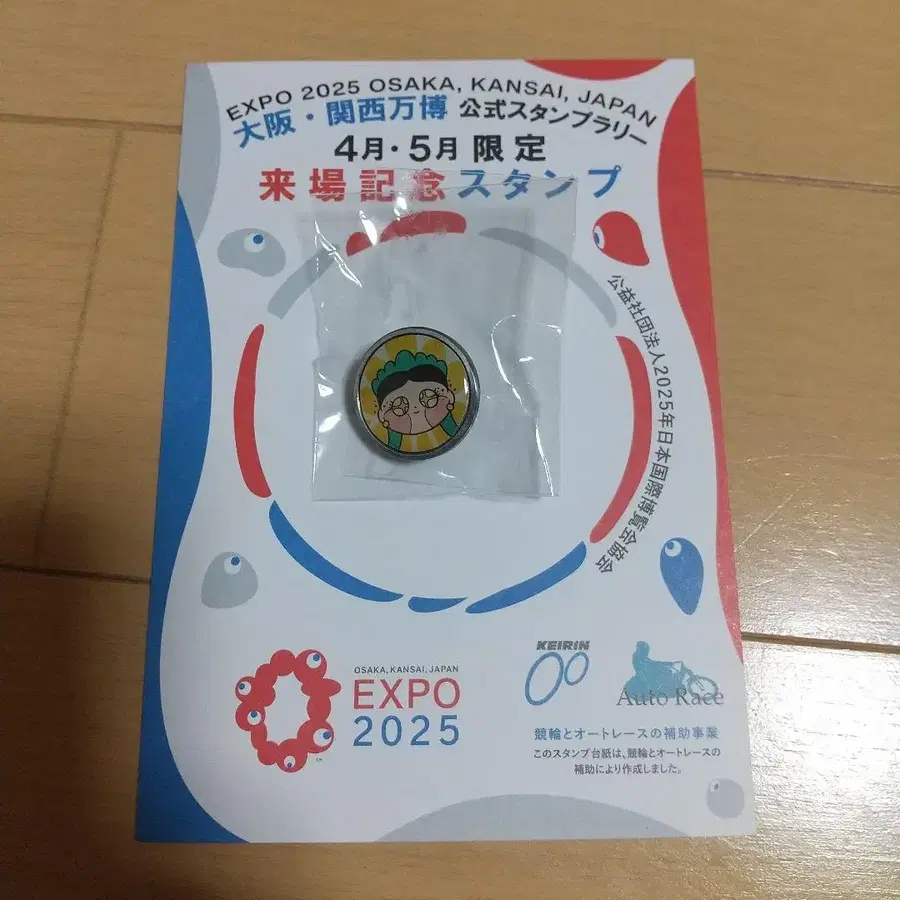 EXPO 2025 OSAKA, KANSAI, JAPAN
大阪・関西万博 公式スタンプラリー
4月・5月 限定
来場記念スタンプ
公益社団法人2025年日本国際博覧会協会
OSAKA, KANSAI, JAPAN
EXPO
2025
KEIRIN
Auto Race
競輪とオートレースの補助事業
このスタンプ台紙は、競輪とオートレースの
補助により作成しました。